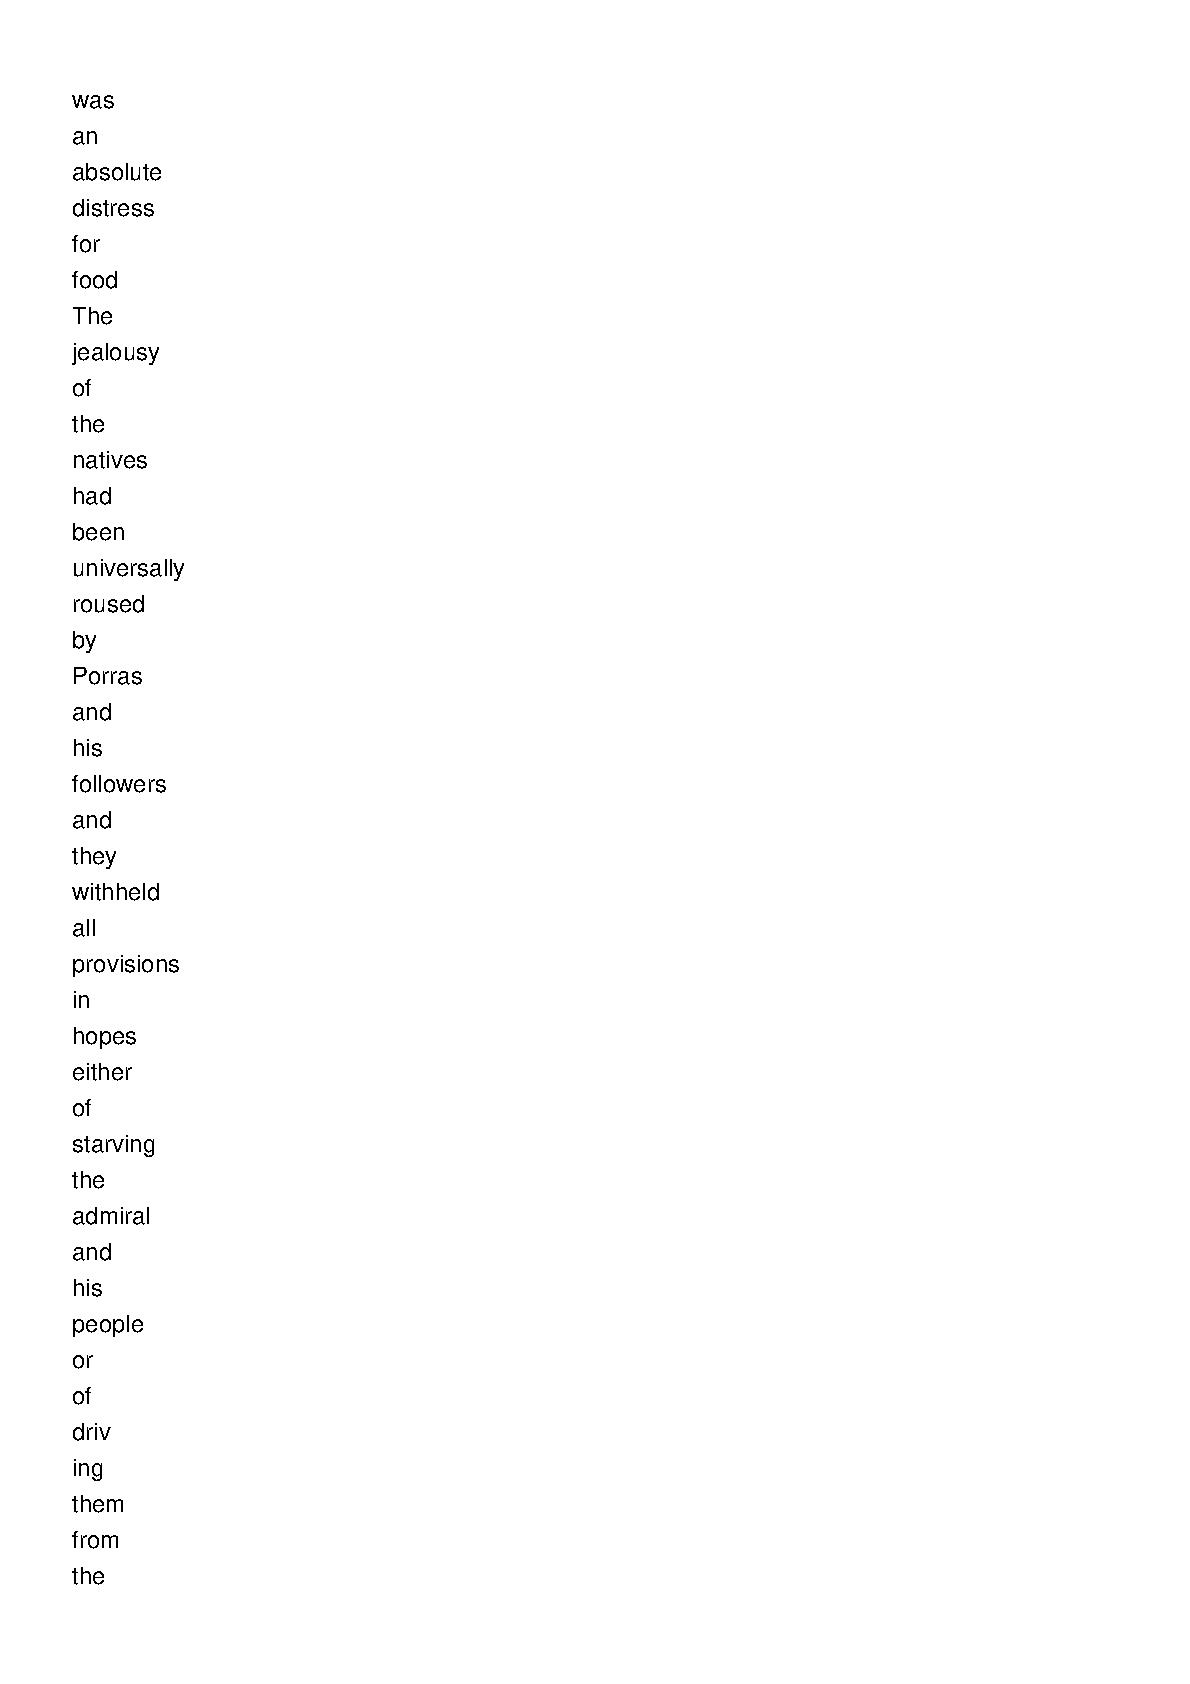 was
an
absolute
distress
for
food
The
jealousy
of
the
natives
had
been
universally
roused
by
Porras
and
his
followers
and
they
withheld
all
provisions
in
hopes
either
of
starving
the
admiral
and
his
people
or
of
driv
ing
them
from
the